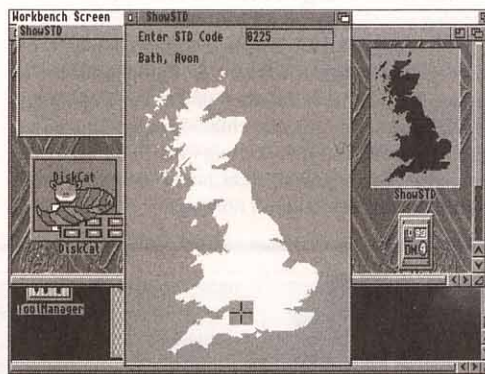 Workbench Screen
ShowSTD
ShowSTD
Enter STD Code 0225
Bath, Avon
DiskCat
DiskCat
ShowSTD
ToolManager